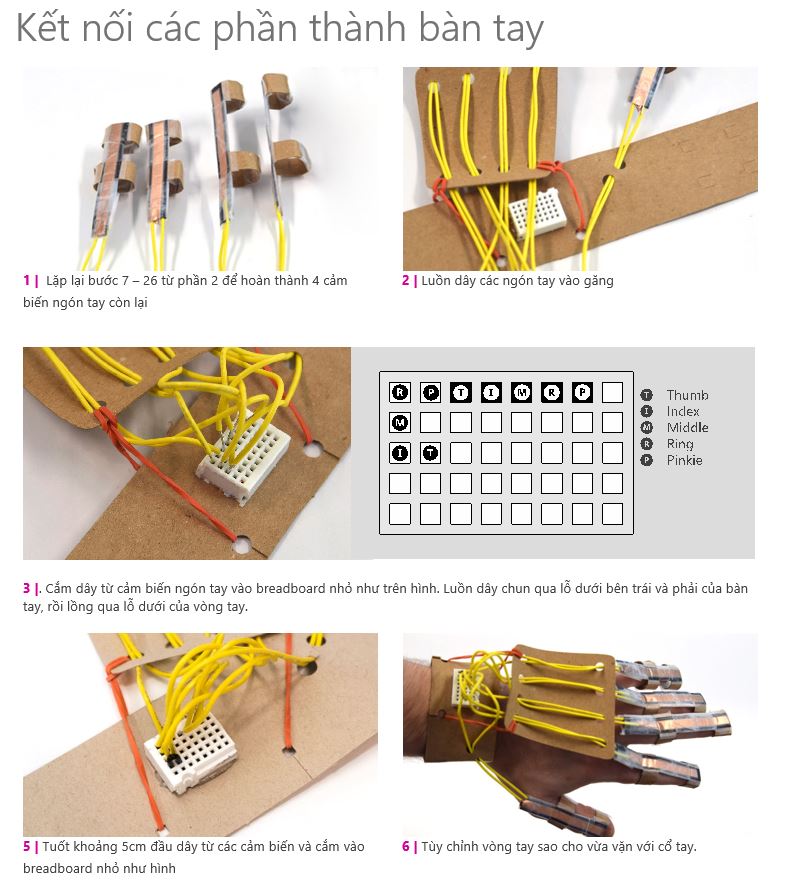 Kết nối các phần thành bàn tay
1 | Lặp lại bước 7 – 26 từ phần 2 để hoàn thành 4 cảm
biến ngón tay còn lại
2 | Luồn dây các ngón tay vào găng
R P T I M R P
M
I T
T Thumb
I Index
M Middle
R Ring
P Pinkie
3 |. Cắm dây từ cảm biến ngón tay vào breadboard nhỏ như trên hình. Luồn dây chun qua lỗ dưới bên trái và phải của bàn
tay, rồi lồng qua lỗ dưới của vòng tay.
5 | Tuốt khoảng 5cm đầu dây từ các cảm biến và cắm vào
breadboard nhỏ như hình
6 | Tùy chỉnh vòng tay sao cho vừa vặn với cổ tay.